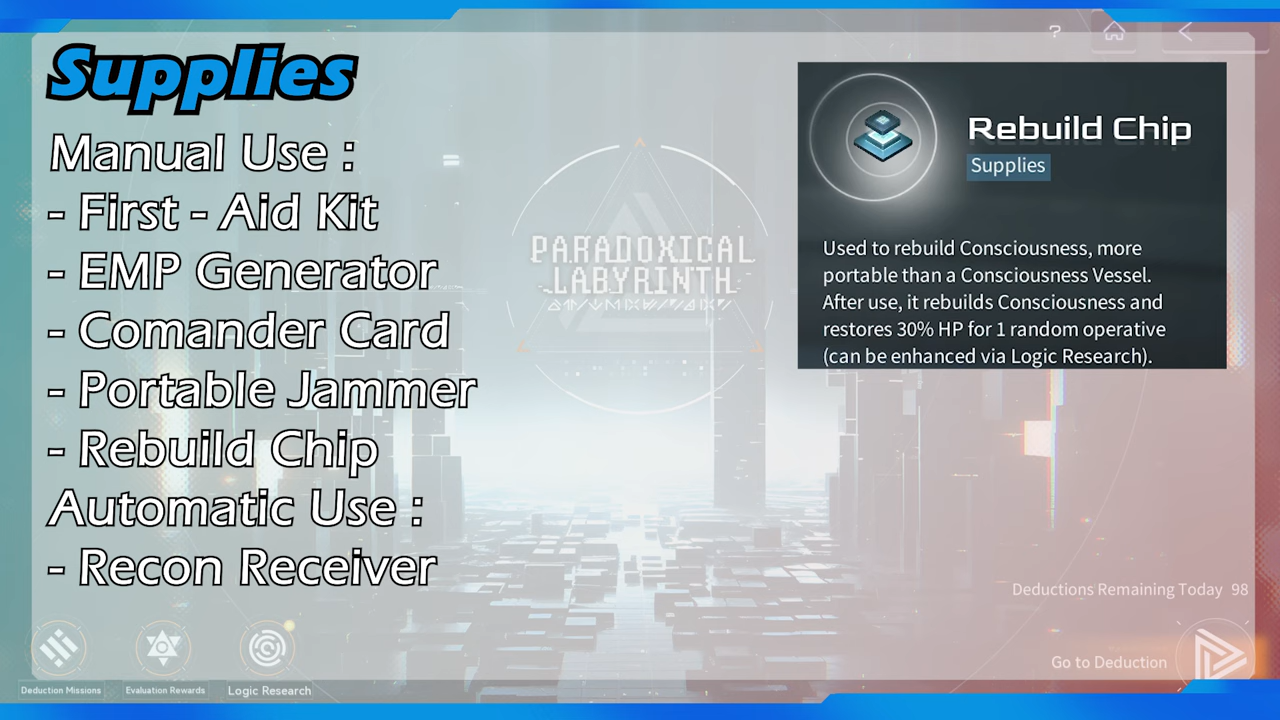 Supplies
Manual Use :
- First - Aid Kit
- EMP Generator
- Comander Card
- Portable Jammer
- Rebuild Chip
Automatic Use :
- Recon Receiver
?
Rebuild Chip
Supplies
Used to rebuild Consciousness, more
portable than a Consciousness Vessel.
After use, it rebuilds Consciousness and
restores 30% HP for 1 random operative
(can be enhanced via Logic Research).
PARADOXICAL
LABYRINTH
Deductions Remaining Today 98
Go to Deduction
Deduction Missions
Evaluation Rewards
Logic Research